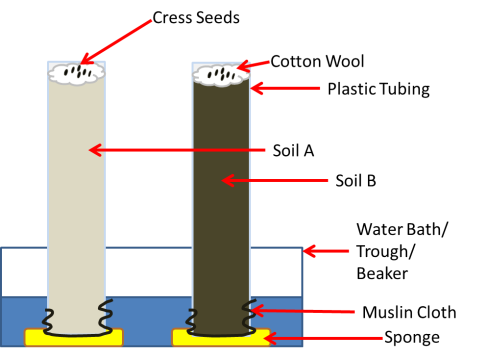 Cress Seeds
Cotton Wool
Plastic Tubing
Soil A
Soil B
Water Bath/
Trough/
Beaker
Muslin Cloth
Sponge